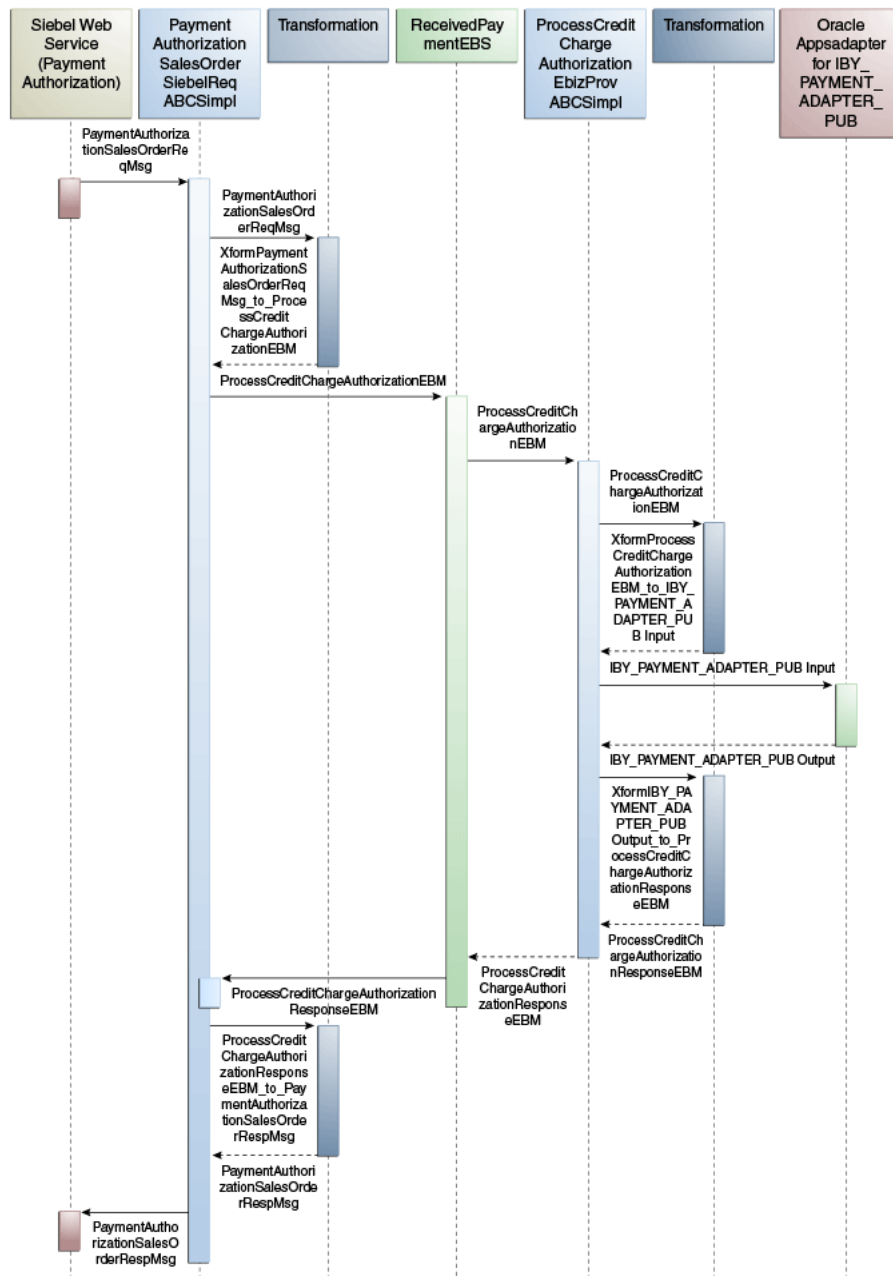 Siebel Web
Service
(Payment
Authorization)
Payment
Authorization
SalesOrder
SiebelReq
ABCSImpl
Transformation
ReceivedPay
mentEBS
ProcessCredit
Charge
Authorization
EbizProv
ABCSImpl
Transformation
Oracle
Appsadapter
for IBY_
PAYMENT_
ADAPTER_
PUB
PaymentAuthoriza
tionSalesOrderRe
qMsg
PaymentAuthor
izationSalesOrd
erReqMsg
XformPayment
AuthorizationS
alesOrderReq
Msg_to_Proce
ssCredit
ChargeAuthori
zationEBM
ProcessCreditChargeAuthorizationEBM
ProcessCreditCh
argeAuthorizatio
nEBM
ProcessCreditC
hargeAuthorizat
ionEBM
XformProcess
CreditCharge
Authorization
EBM_to_IBY_
PAYMENT_A
DAPTER_PU
B Input
IBY_PAYMENT_ADAPTER_PUB Input
IBY_PAYMENT_ADAPTER_PUB Output
XformIBY_PA
YMENT_ADA
PTER_PUB
Output_to_Pr
ocessCreditC
hargeAuthoriz
ationRespons
eEBM
ProcessCreditCh
argeAuthorizatio
nResponseEBM
ProcessCredit
ChargeAuthori
zationRespons
eEBM
ProcessCreditChargeAuthorization
ResponseEBM
ProcessCredit
ChargeAuthori
zationRespons
eEBM_to_Pay
mentAuthoriza
tionSalesOrde
rRespMsg
PaymentAuthori
zationSalesOrde
rRespMsg
PaymentAutho
rizationSalesO
rderRespMsg